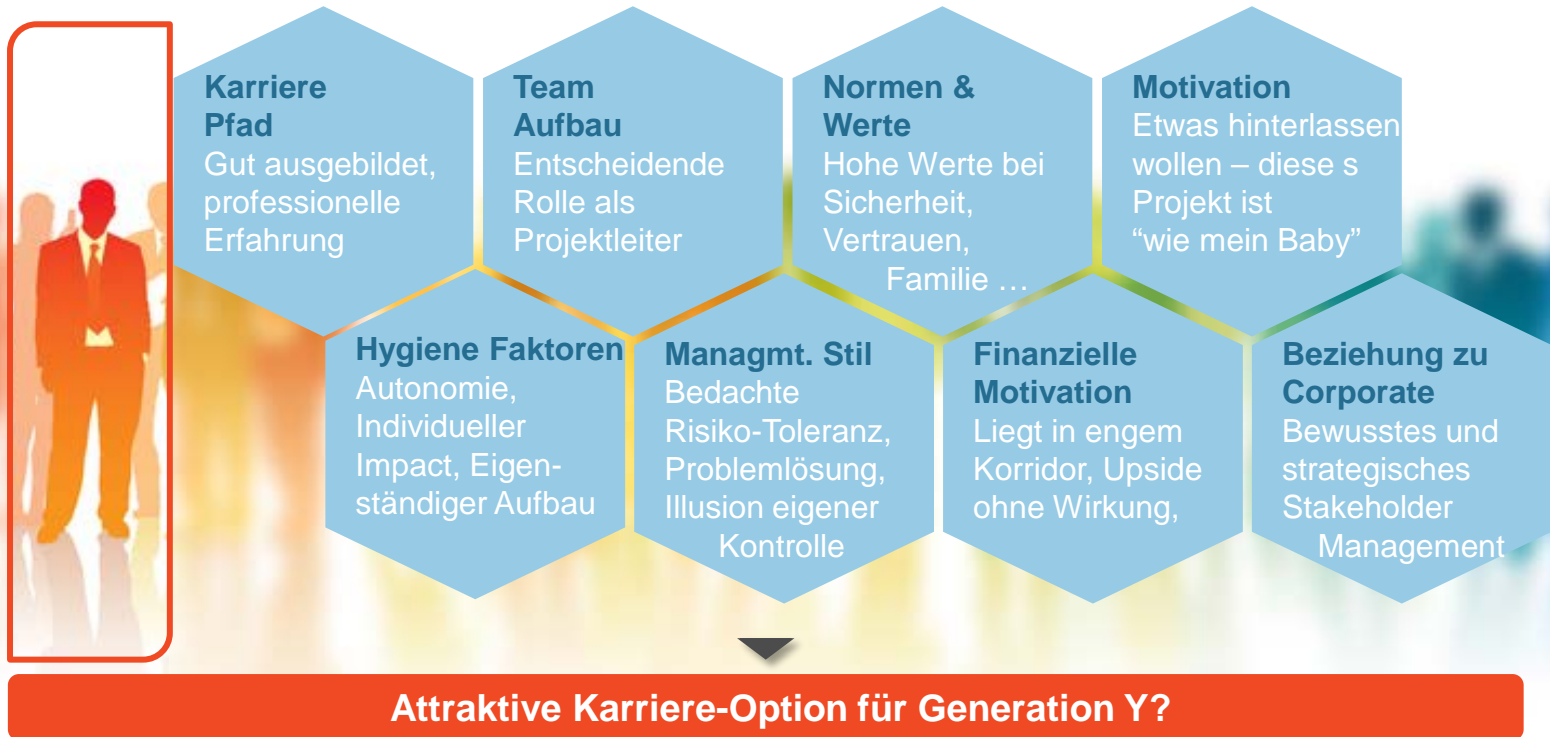 Karriere
Pfad
Gut ausgebildet,
professionelle
Erfahrung
Team
Aufbau
Entscheidende
Rolle als
Projektleiter
Normen &
Werte
Hohe Werte bei
Sicherheit,
Vertrauen,
Familie …
Motivation
Etwas hinterlassen
wollen – diese s
Projekt ist
“wie mein Baby”
Hygiene Faktoren
Autonomie,
Individueller
Impact, Eigen-
ständiger Aufbau
Managmt. Stil
Bedachte
Risiko-Toleranz,
Problemlösung,
Illusion eigener
Kontrolle
Finanzielle
Motivation
Liegt in engem
Korridor, Upside
ohne Wirkung,
Beziehung zu
Corporate
Bewusstes und
strategisches
Stakeholder
Management
Attraktive Karriere-Option für Generation Y?